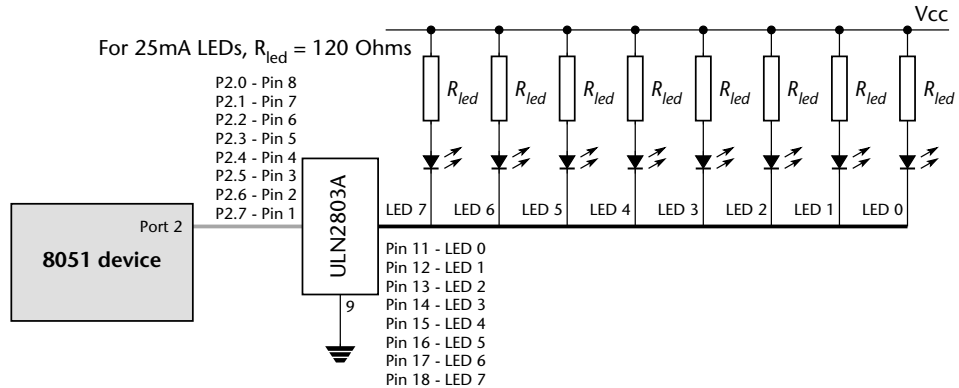 Vcc
For 25mA LEDs, Rled = 120 Ohms
Rled Rled Rled Rled Rled Rled Rled Rled
P2.0 - Pin 8
P2.1 - Pin 7
P2.2 - Pin 6
P2.3 - Pin 5
P2.4 - Pin 4
P2.5 - Pin 3
P2.6 - Pin 2
P2.7 - Pin 1
ULN2803A
LED 7 LED 6 LED 5 LED 4 LED 3 LED 2 LED 1 LED 0
Port 2
8051 device
9
Pin 11 - LED 0
Pin 12 - LED 1
Pin 13 - LED 2
Pin 14 - LED 3
Pin 15 - LED 4
Pin 16 - LED 5
Pin 17 - LED 6
Pin 18 - LED 7